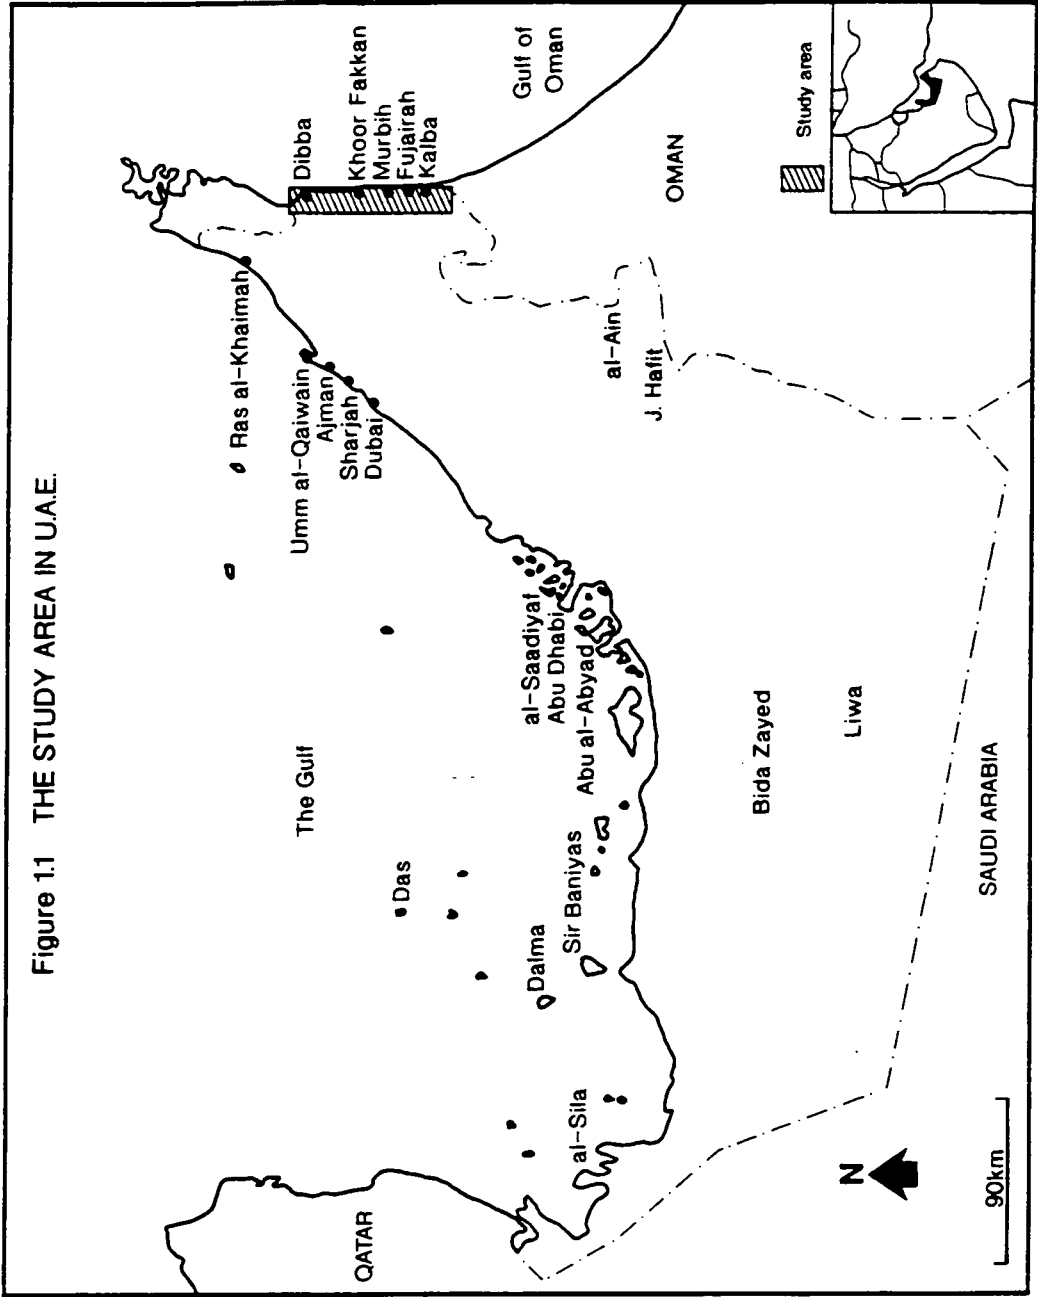 Figure 1.1 THE STUDY AREA IN U.A.E.
QATAR
The Gulf
Ras al-Khaimah
Umm al-Qaiwain
Ajman
Sharjah
Dubai
Dibba
Khoor Fakkan
Murbih
Fujairah
Kalba
Gulf of
Oman
Das
Dalma
Sir Baniyas
al-Sila
al-Saadiyat
Abu Dhabi
Abu al-Abyad
al-Ain
J. Hafit
OMAN
Bida Zayed
Liwa
SAUDI ARABIA
Study area
N
90km